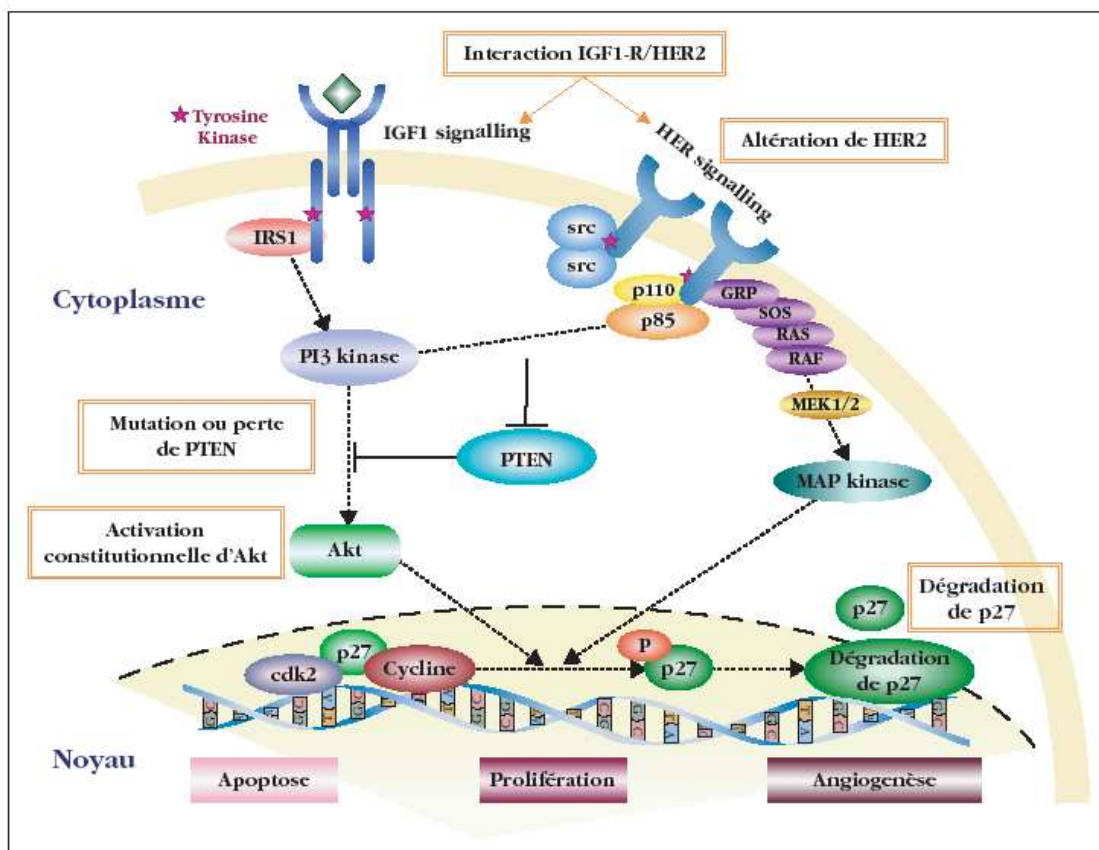 Interaction IGF1-R/HER2
Tyrosine
Kinase
IGF1 signalling
HER signalling
Altération de HER2
IRS1
src
src
Cytoplasme
p110
p85
GRP
SOS
RAS
RAF
PI3 kinase
MEK1/2
Mutation ou perte
de PTEN
PTEN
MAP kinase
Activation
constitutionnelle d'Akt
Akt
Dégradation
de p27
p27
cdk2
p27
Cycline
P
p27
Dégradation
de p27
Noyau
Apoptose
Prolifération
Angiogenèse